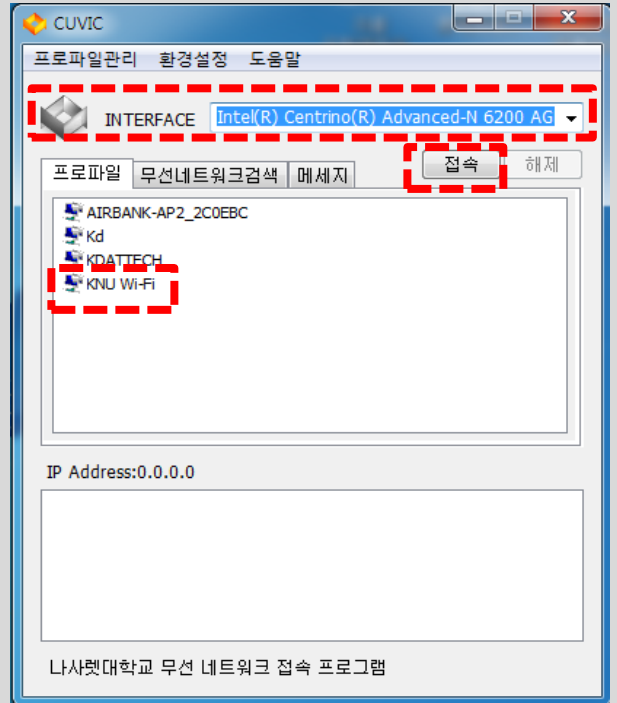 CUVIC
프로파일관리 환경설정 도움말
INTERFACE Intel(R) Centrino(R) Advanced-N 6200 AG
접속 해제
프로파일 무선네트워크검색 메세지
AIRBANK-AP2_2C0EBC
Kd
KDATTECH
KNU Wi-Fi
IP Address:0.0.0.0
나사렛대학교 무선 네트워크 접속 프로그램